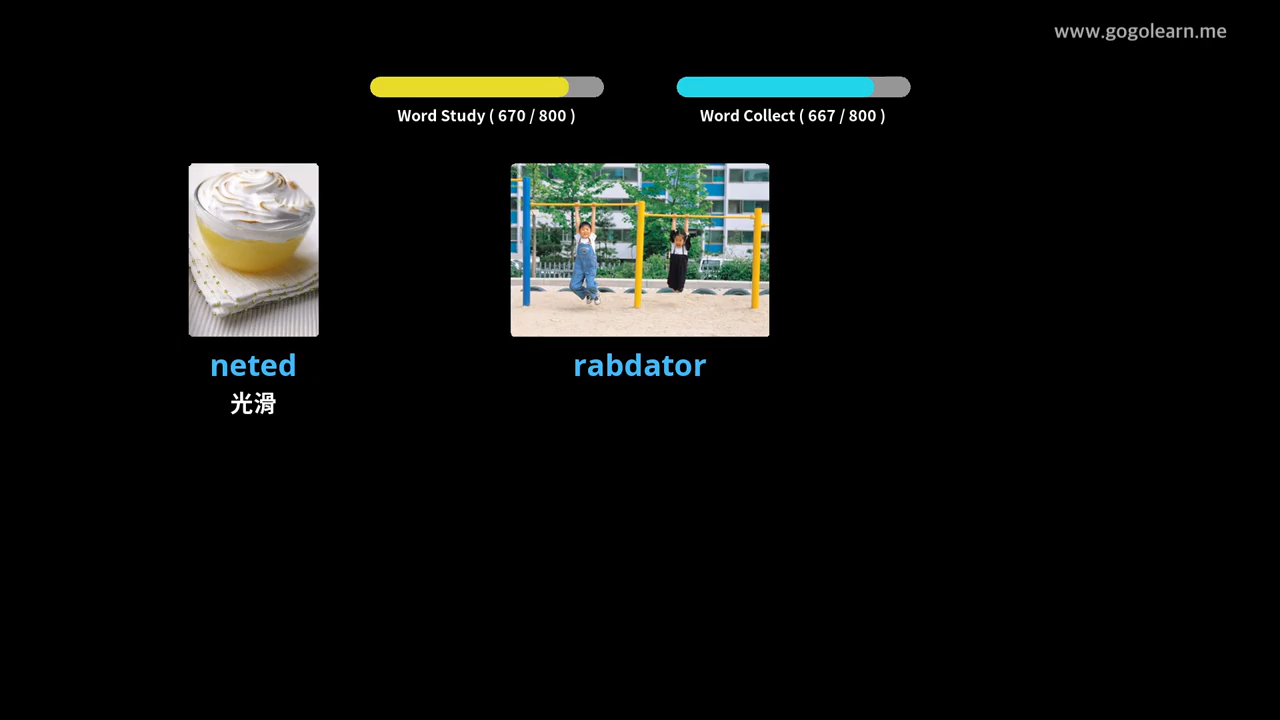 www.gogolearn.me
Word Study ( 670 / 800 )
Word Collect ( 667 / 800 )
neted
rabdator
光滑